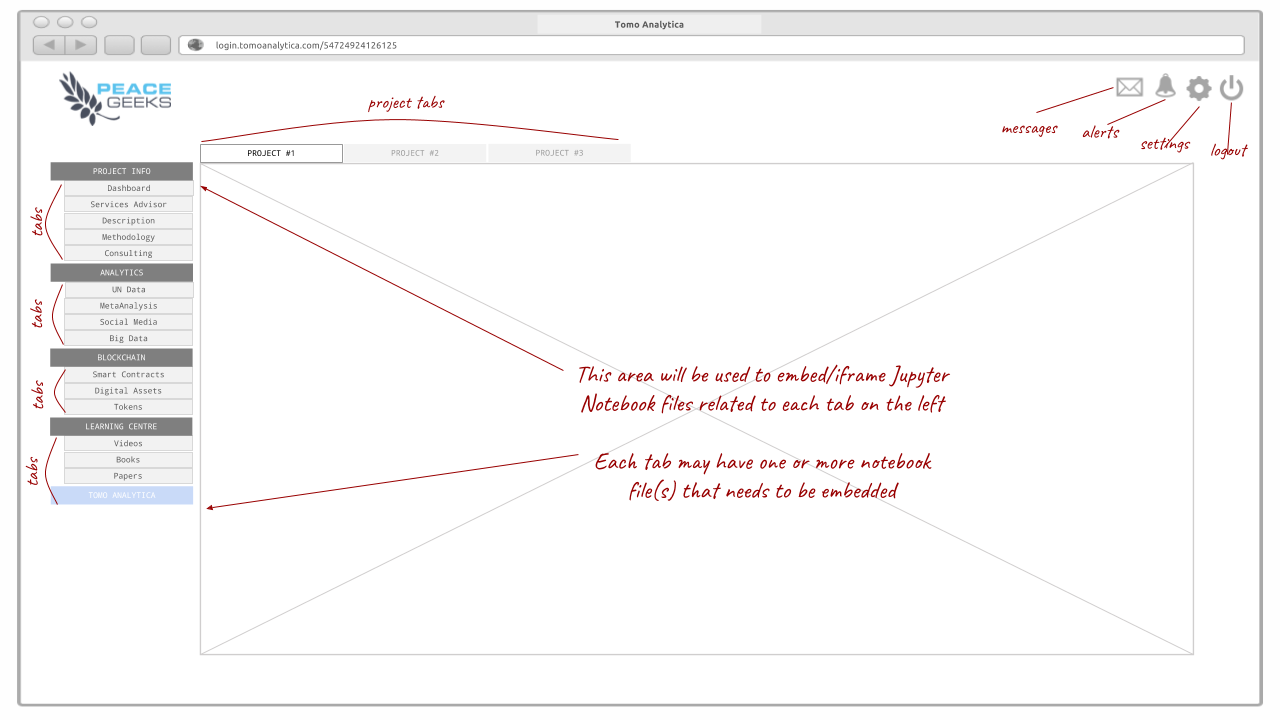 Tomo Analytica
login.tomoanalytica.com/54724924126125
PEACE
GEEKS
project tabs
messages
alerts
settings
logout
PROJECT #1
PROJECT #2
PROJECT #3
PROJECT INFO
Dashboard
Services Advisor
Description
Methodology
Consulting
tabs
ANALYTICS
UN Data
MetaAnalysis
Social Media
Big Data
tabs
BLOCKCHAIN
Smart Contracts
Digital Assets
Tokens
tabs
LEARNING CENTRE
Videos
Books
Papers
tabs
TOMO ANALYTICA
This area will be used to embed/iframe Jupyter
Notebook files related to each tab on the left
Each tab may have one or more notebook
file(s) that needs to be embedded